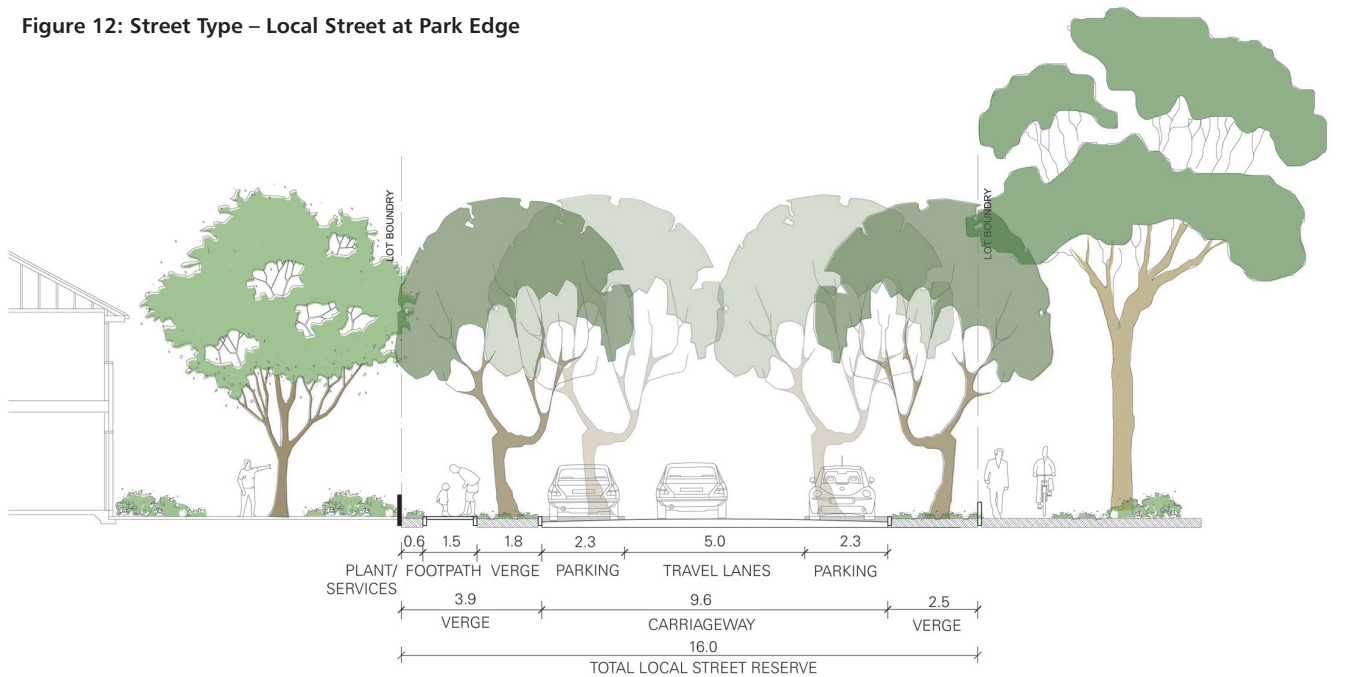 Figure 12: Street Type – Local Street at Park Edge
LOT BOUNDRY
LOT BOUNDRY
0.6 1.5 1.8 2.3 5.0 2.3
PLANT/ FOOTPATH VERGE PARKING TRAVEL LANES PARKING
SERVICES
3.9 9.6 2.5
VERGE CARRIAGEWAY VERGE
16.0
TOTAL LOCAL STREET RESERVE